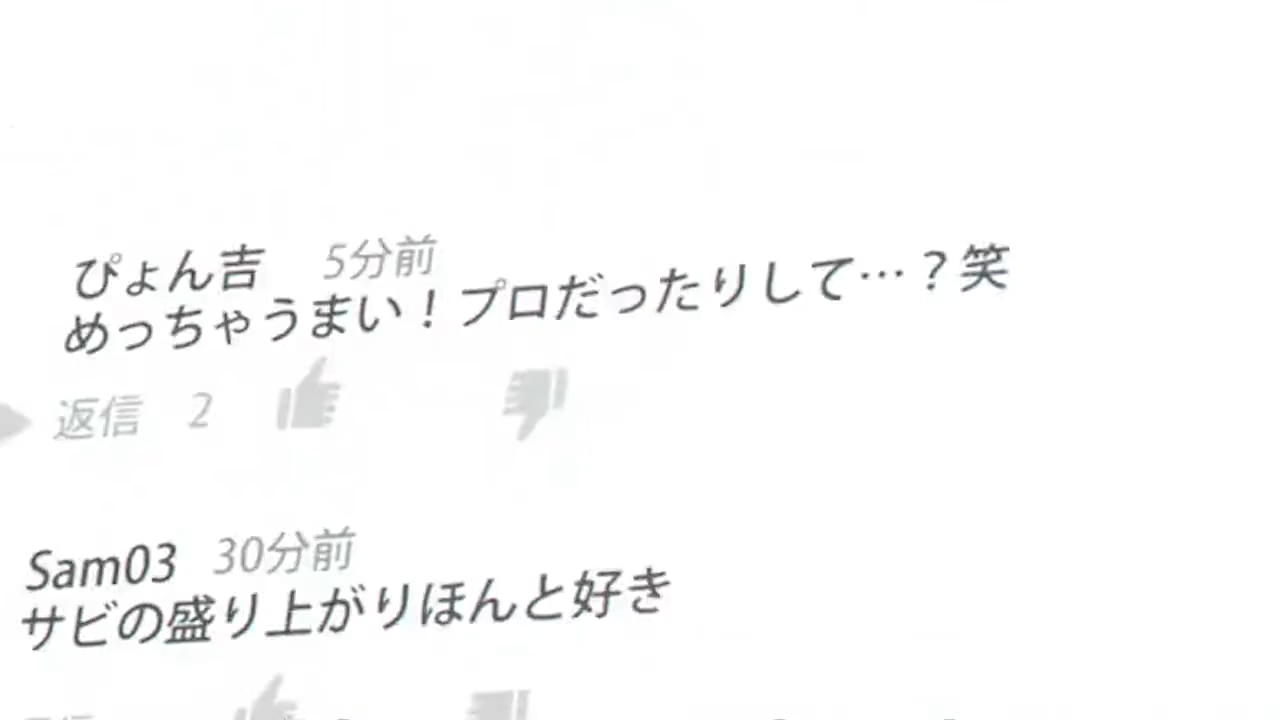 ぴょん吉 5分前
めっちゃうまい！プロだったりして…？笑
返信 2
Sam03 30分前
サビの盛り上がりほんと好き